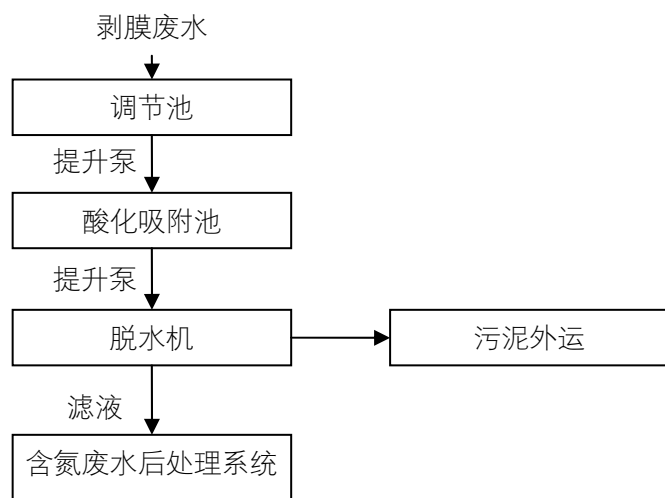 剥膜废水
调节池
提升泵
酸化吸附池
提升泵
脱水机
污泥外运
滤液
含氮废水后处理系统